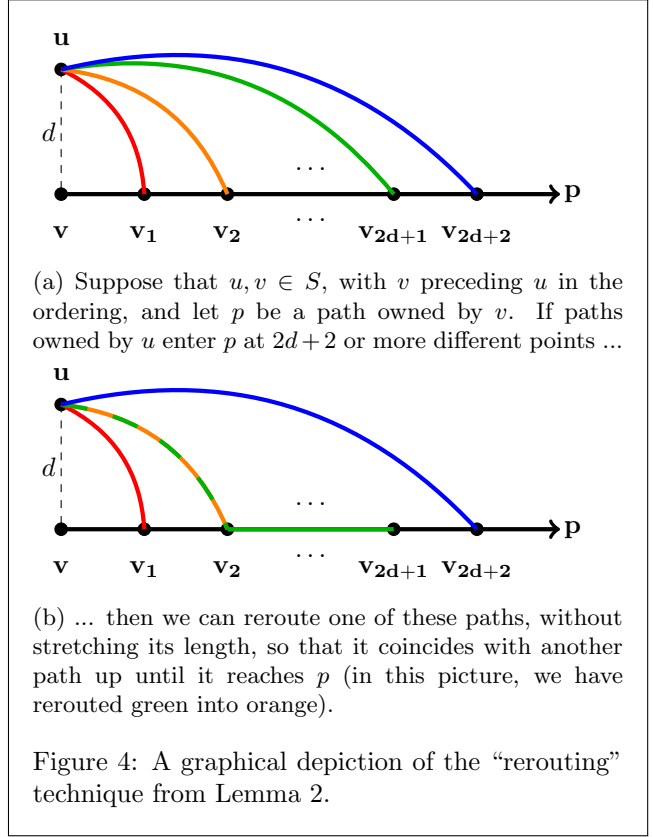 u
d
...
p
...
v v₁ v₂ v₂d₊₁ v₂d₊₂
(a) Suppose that u, v ∈ S, with v preceding u in the
ordering, and let p be a path owned by v. If paths
owned by u enter p at 2d+2 or more different points ...
u
d
...
p
...
v v₁ v₂ v₂d₊₁ v₂d₊₂
(b) ... then we can reroute one of these paths, without
stretching its length, so that it coincides with another
path up until it reaches p (in this picture, we have
rerouted green into orange).
Figure 4: A graphical depiction of the “rerouting”
technique from Lemma 2.